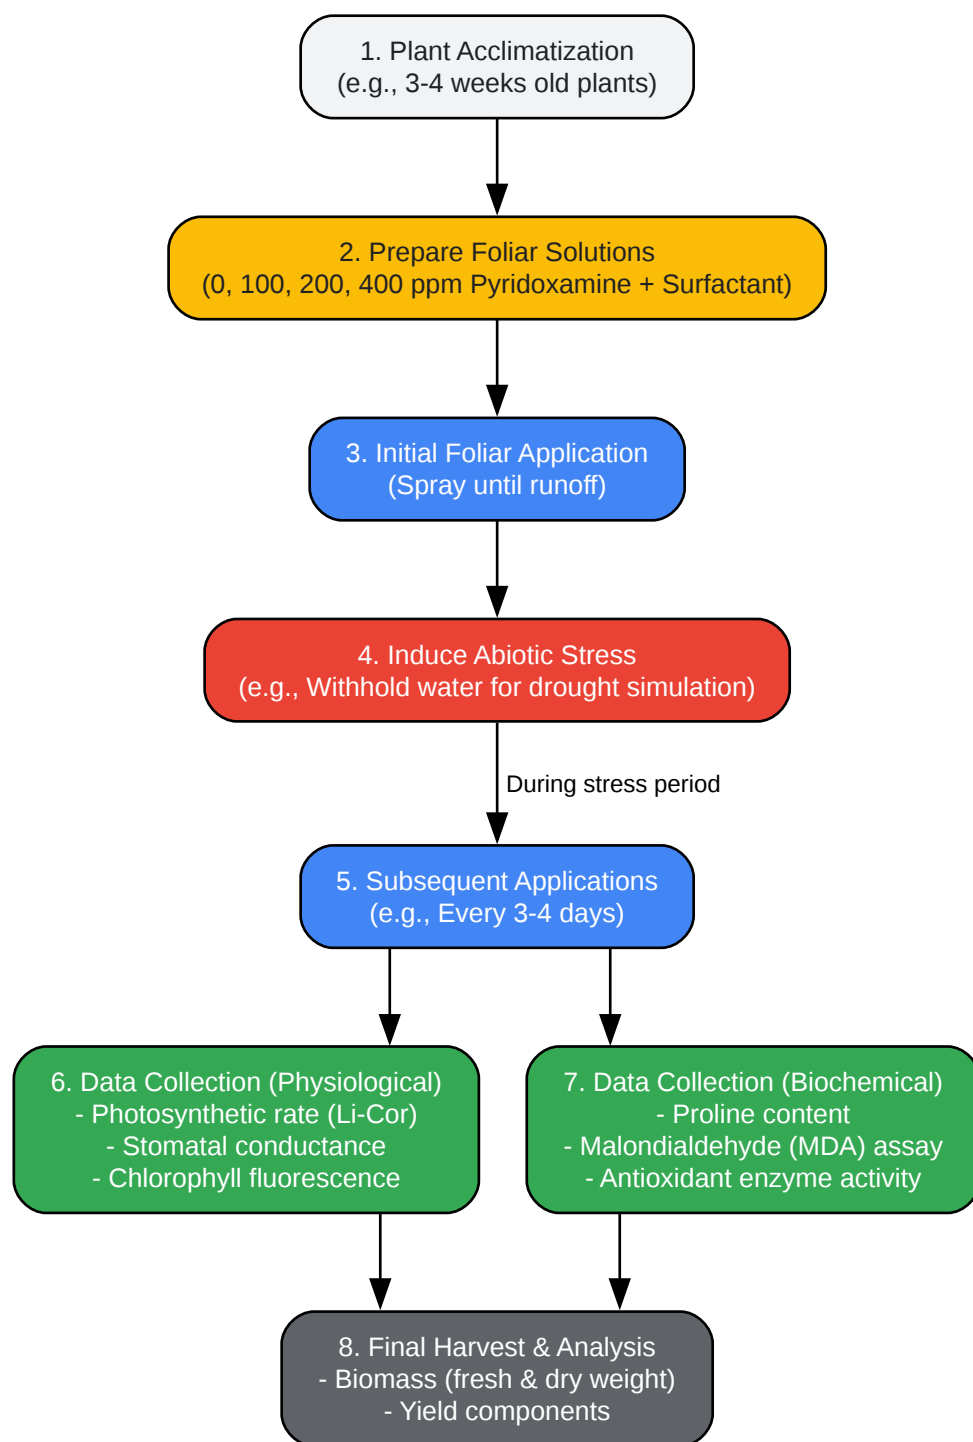 1. Plant Acclimatization
(e.g., 3-4 weeks old plants)
2. Prepare Foliar Solutions
(0, 100, 200, 400 ppm Pyridoxamine + Surfactant)
3. Initial Foliar Application
(Spray until runoff)
4. Induce Abiotic Stress
(e.g., Withhold water for drought simulation)
During stress period
5. Subsequent Applications
(e.g., Every 3-4 days)
6. Data Collection (Physiological)
- Photosynthetic rate (Li-Cor)
- Stomatal conductance
- Chlorophyll fluorescence
7. Data Collection (Biochemical)
- Proline content
- Malondialdehyde (MDA) assay
- Antioxidant enzyme activity
8. Final Harvest & Analysis
- Biomass (fresh & dry weight)
- Yield components